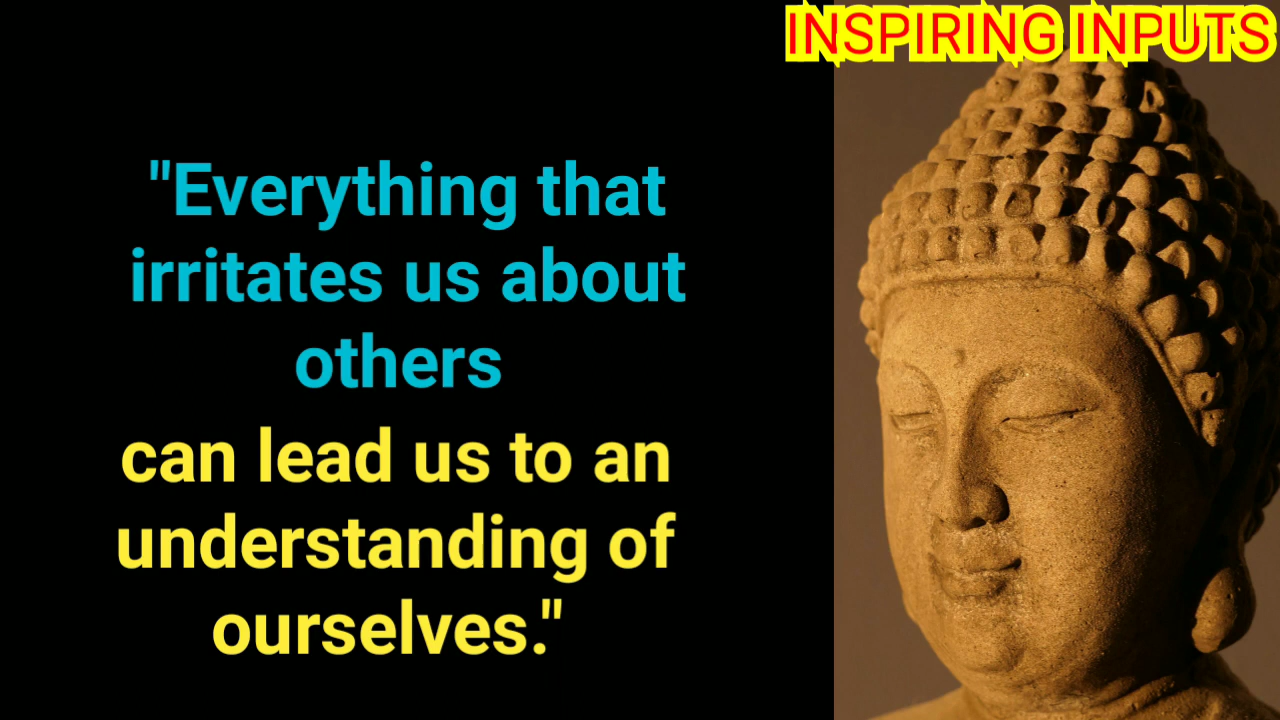 INSPIRING INPUTS
"Everything that
irritates us about
others
can lead us to an
understanding of
ourselves."